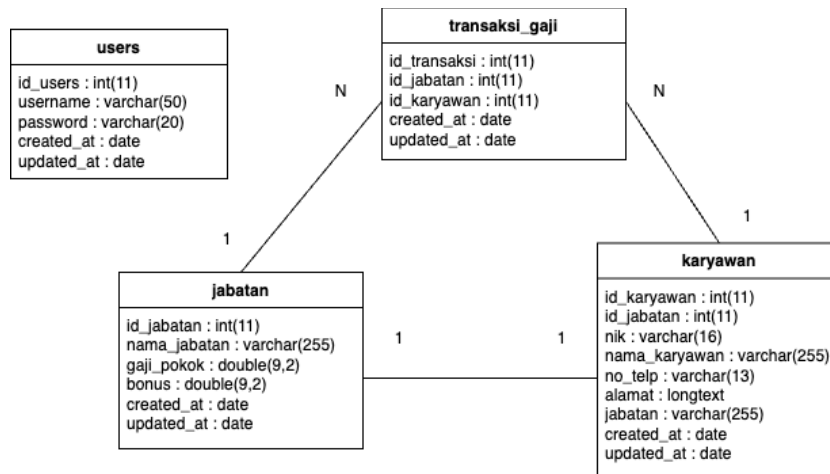 users
id_users : int(11)
username : varchar(50)
password : varchar(20)
created_at : date
updated_at : date
transaksi_gaji
id_transaksi : int(11)
id_jabatan : int(11)
id_karyawan : int(11)
created_at : date
updated_at : date
N
N
1
1
jabatan
id_jabatan : int(11)
nama_jabatan : varchar(255)
gaji_pokok : double(9,2)
bonus : double(9,2)
created_at : date
updated_at : date
1
1
karyawan
id_karyawan : int(11)
id_jabatan : int(11)
nik : varchar(16)
nama_karyawan : varchar(255)
no_telp : varchar(13)
alamat : longtext
jabatan : varchar(255)
created_at : date
updated_at : date